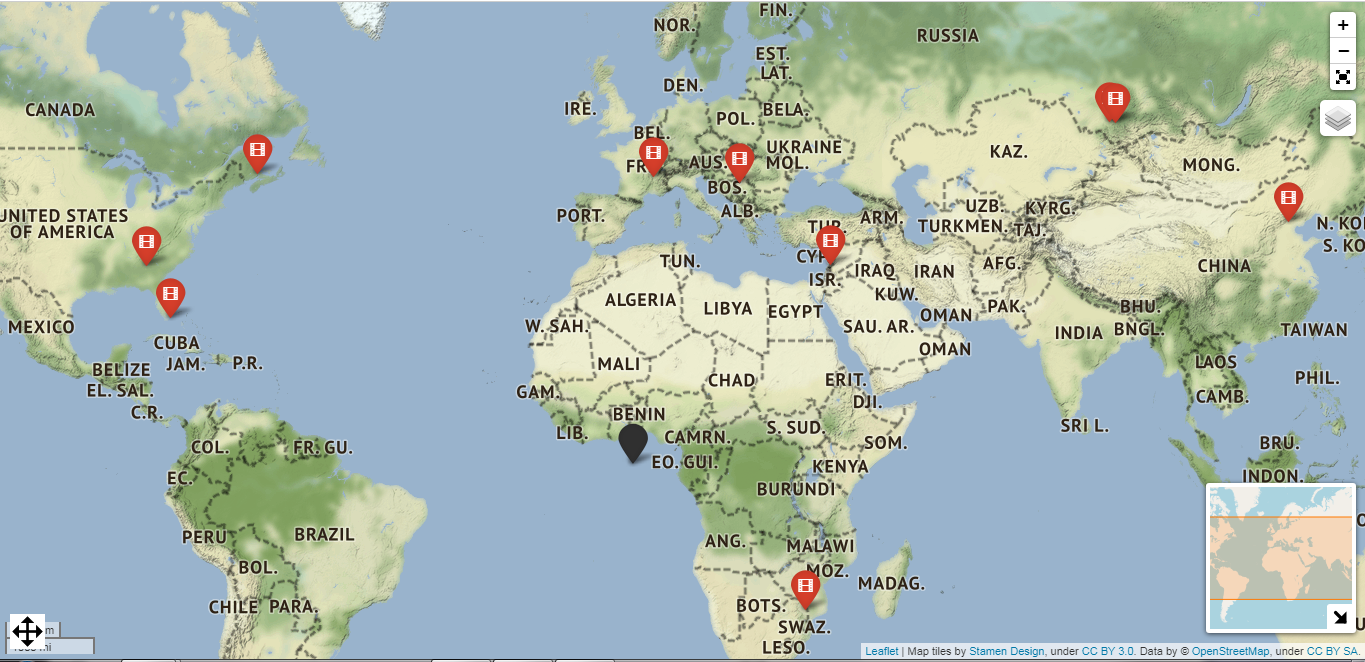 NOR.
FIN.
RUSSIA
+
−
EST.
LAT.
DEN.
CANADA
IRE.
POL.
BELA.
BEL.
UKRAINE
MOL.
KAZ.
MONG.
AUS.
BOS.
UNITED STATES
OF AMERICA
PORT.
ALB.
ARM.
UZB.
KYRG.
TURKMEN.
TAJ.
S. KO
CHINA
TUN.
ISR.
IRAQ
IRAN
AFG.
KUW.
ALGERIA
LIBYA
EGYPT
PAK.
BHU.
OMAN
MEXICO
W. SAH.
SAU. AR.
INDIA
BNGL.
TAIWAN
CUBA
JAM.
P.R.
OMAN
BELIZE
EL. SAL.
MALI
CHAD
ERIT.
DJI.
LAOS
PHIL.
CAMB.
C.R.
GAM.
BENIN
LIB.
CAMRN.
S. SUD.
SOM.
SRI L.
BRU.
COL.
FR. GU.
EO. GUI.
KENYA
INDON.
EC.
BURUNDI
PERU
BRAZIL
ANG.
MALAWI
MOZ.
MADAG.
BOL.
CHILE
PARA.
BOTS.
SWAZ.
LESO.
Leaflet | Map tiles by Stamen Design, under CC BY 3.0. Data by © OpenStreetMap, under CC BY SA.